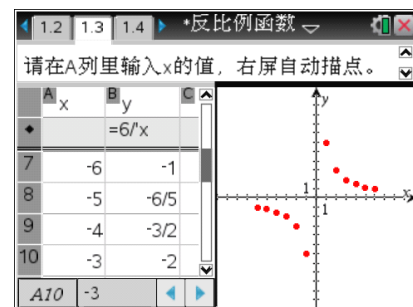 1.2 1.3 1.4 *反比例函数
请在A列里输入x的值，右屏自动描点。
A x B y C
◆ =6/'x
7 -6 -1
8 -5 -6/5
9 -4 -3/2
10 -3 -2
A10 -3
y
1
1
x